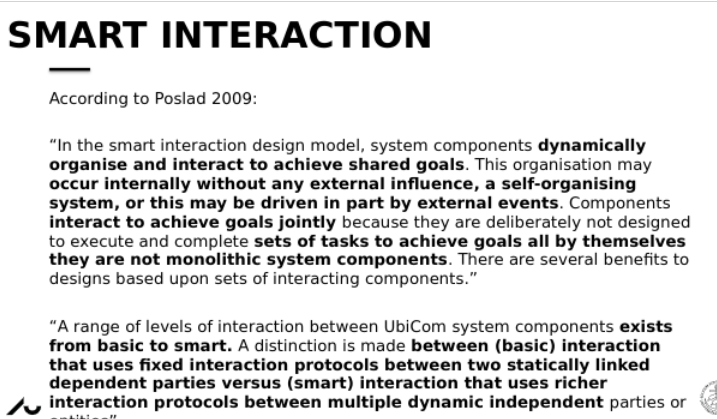 SMART INTERACTION
According to Poslad 2009:
“In the smart interaction design model, system components dynamically
organise and interact to achieve shared goals. This organisation may
occur internally without any external influence, a self-organising
system, or this may be driven in part by external events. Components
interact to achieve goals jointly because they are deliberately not designed
to execute and complete sets of tasks to achieve goals all by themselves
they are not monolithic system components. There are several benefits to
designs based upon sets of interacting components.”
“A range of levels of interaction between UbiCom system components exists
from basic to smart. A distinction is made between (basic) interaction
that uses fixed interaction protocols between two statically linked
dependent parties versus (smart) interaction that uses richer
interaction protocols between multiple dynamic independent parties or